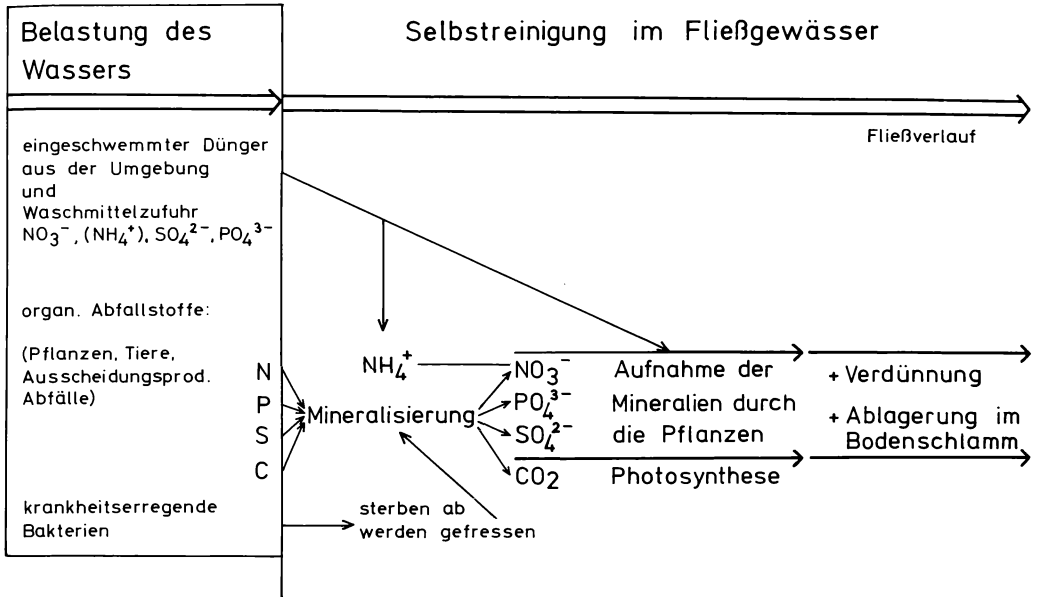 Belastung des
Wassers
Selbstreinigung im Fließgewässer
Fließverlauf
eingeschwemmter Dünger
aus der Umgebung
und
Waschmittelzufuhr
NO₃⁻, (NH₄⁺), SO₄²⁻, PO₄³⁻
organ. Abfallstoffe:
(Pflanzen, Tiere,
Ausscheidungsprod.
Abfälle)
N
P
S
C
krankheitserregende
Bakterien
NH₄⁺
Mineralisierung
sterben ab
werden gefressen
NO₃⁻
PO₄³⁻
SO₄²⁻
CO2
Aufnahme der
Mineralien durch
die Pflanzen
Photosynthese
+ Verdünnung
+ Ablagerung im
Bodenschlamm